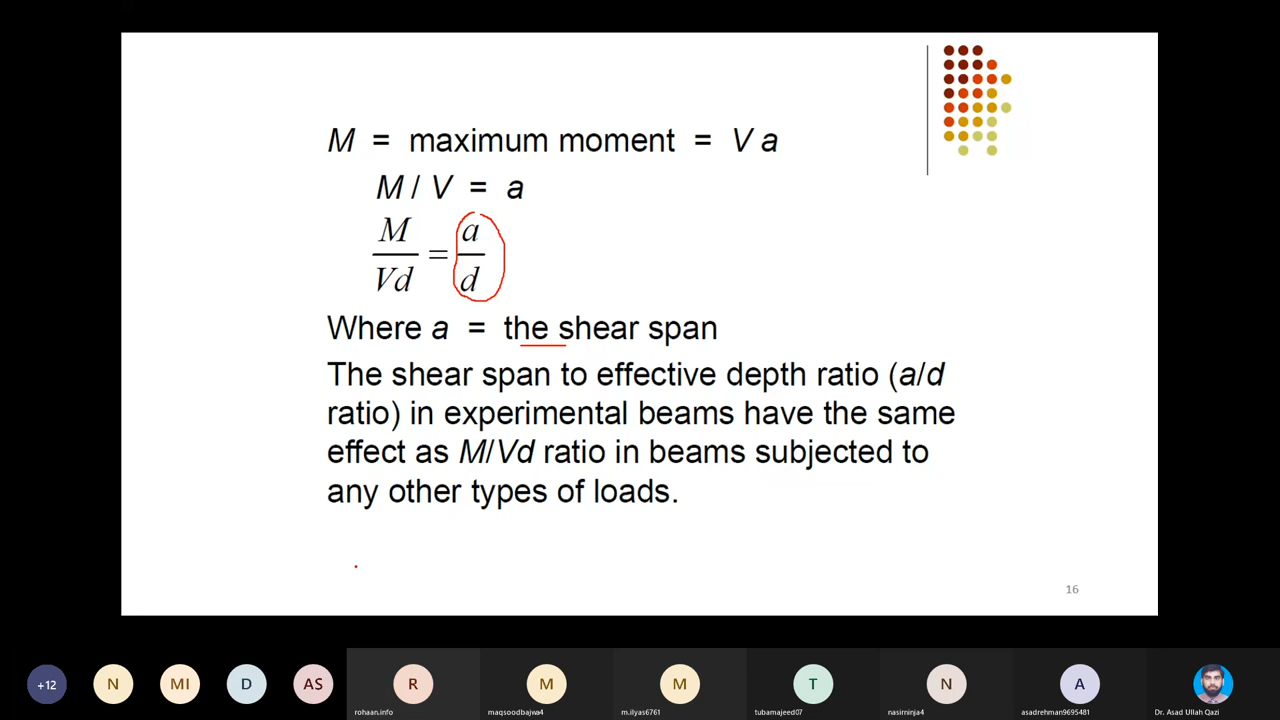 M = maximum moment = V a
M / V = a
M/Vd = a/d
Where a = the shear span
The shear span to effective depth ratio (a/d
ratio) in experimental beams have the same
effect as M/Vd ratio in beams subjected to
any other types of loads.
16
+12 N MI D AS R M M T N A
rohaan.info maqsoodbajwa4 m.ilyas6761 tubamajeed07 nasirninja4 asadrehman9695481 Dr. Asad Ullah Qazi